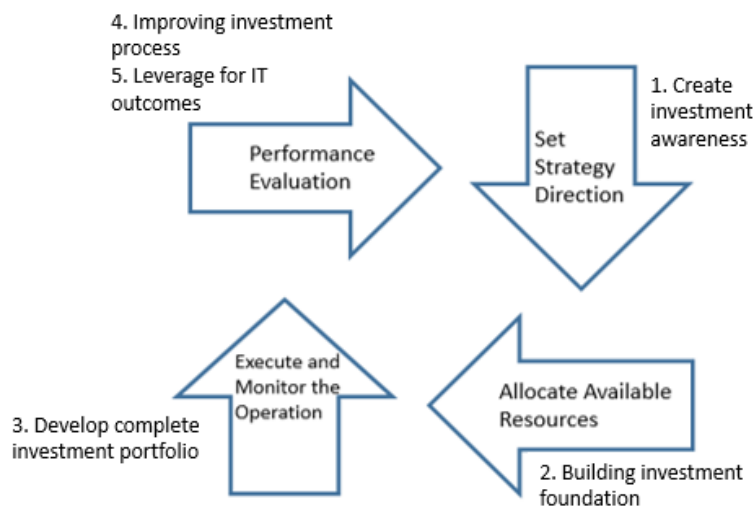 4. Improving investment
process
5. Leverage for IT
outcomes
Performance
Evaluation
1. Create
investment
awareness
Set
Strategy
Direction
Execute and
Monitor the
Operation
3. Develop complete
investment portfolio
Allocate Available
Resources
2. Building investment
foundation